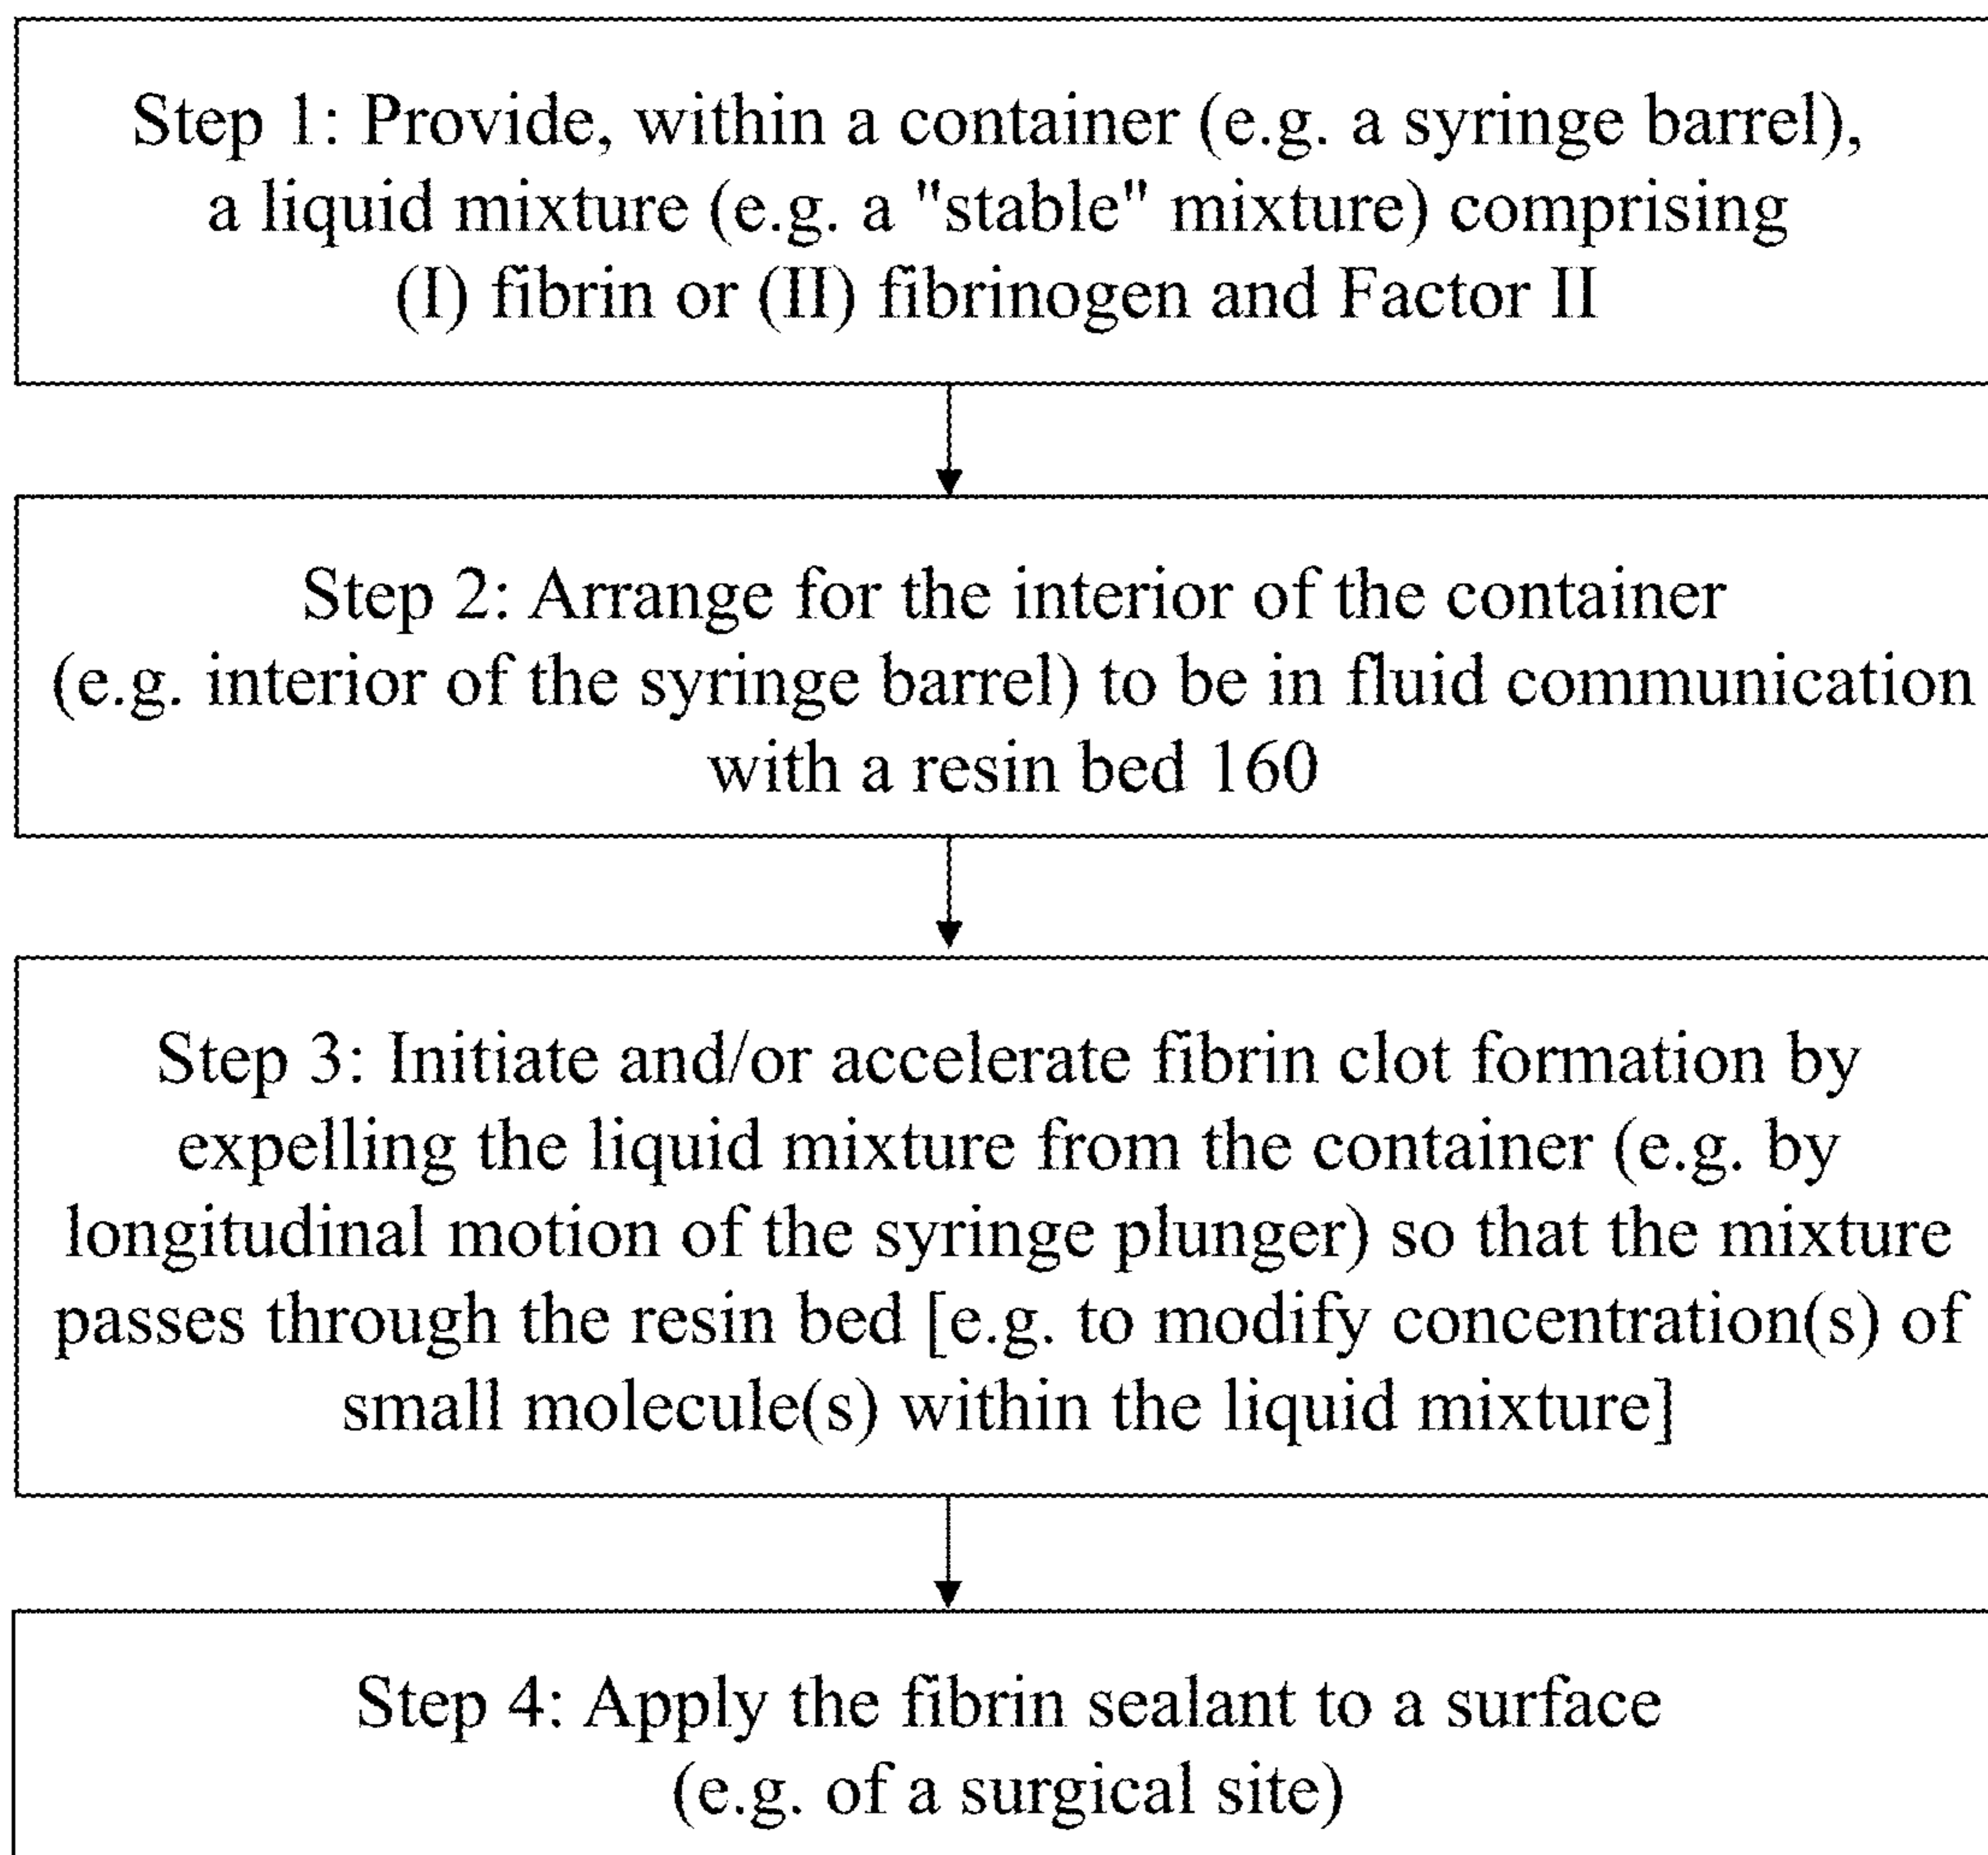 Step 1: Provide, within a container (e.g. a syringe barrel),
a liquid mixture (e.g. a "stable" mixture) comprising
(I) fibrin or (II) fibrinogen and Factor II
Step 2: Arrange for the interior of the container
(e.g. interior of the syringe barrel) to be in fluid communication
with a resin bed 160
Step 3: Initiate and/or accelerate fibrin clot formation by
expelling the liquid mixture from the container (e.g. by
longitudinal motion of the syringe plunger) so that the mixture
passes through the resin bed [e.g. to modify concentration(s) of
small molecule(s) within the liquid mixture]
Step 4: Apply the fibrin sealant to a surface
(e.g. of a surgical site)